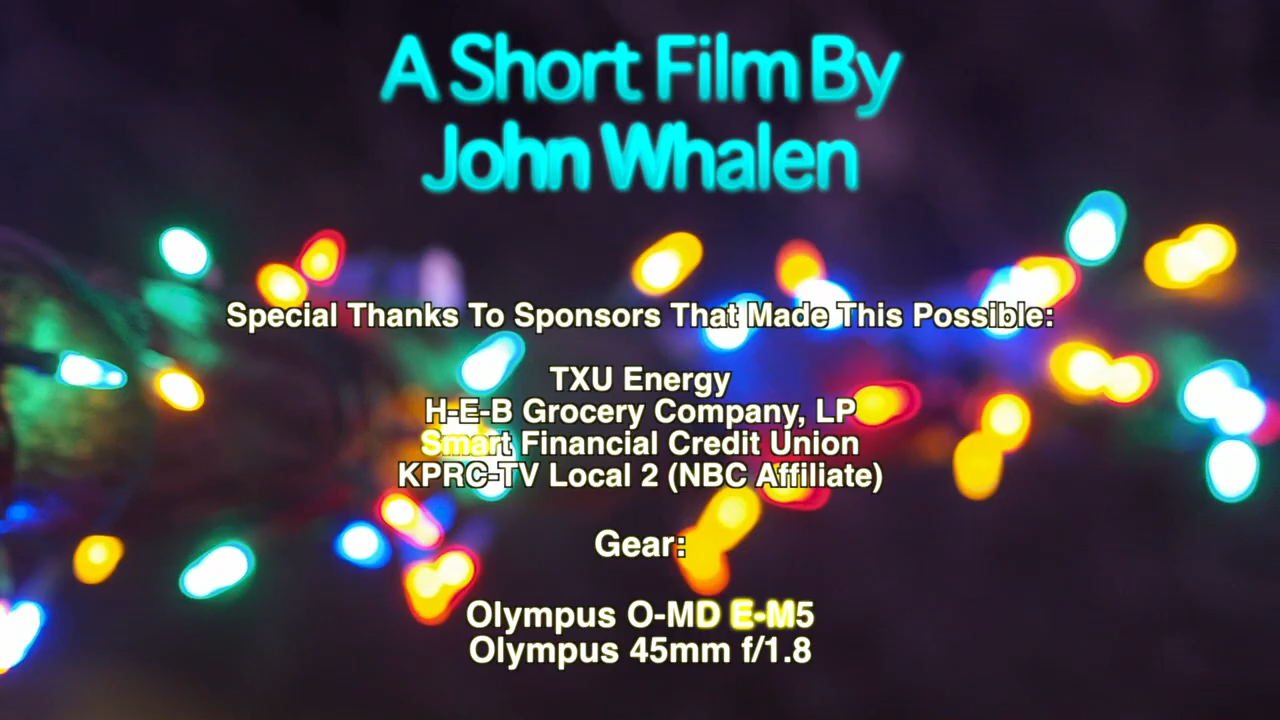 A Short Film By
John Whalen
Special Thanks To Sponsors That Made This Possible:
TXU Energy
H-E-B Grocery Company, LP
Smart Financial Credit Union
KPRC-TV Local 2 (NBC Affiliate)
Gear:
Olympus O-MD E-M5
Olympus 45mm f/1.8